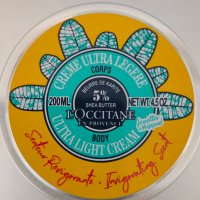 CRÈME ULTRA LÉGÈRE
CORPS
BEURRE DE KARITÉ
5%
SHEA BUTTER
200ML
NET WT. 4.5 OZ.
L'OCCITANE
EN PROVENCE
BODY
ULTRA LIGHT CREAM
Senteur Revigorante - Invigorating Scent